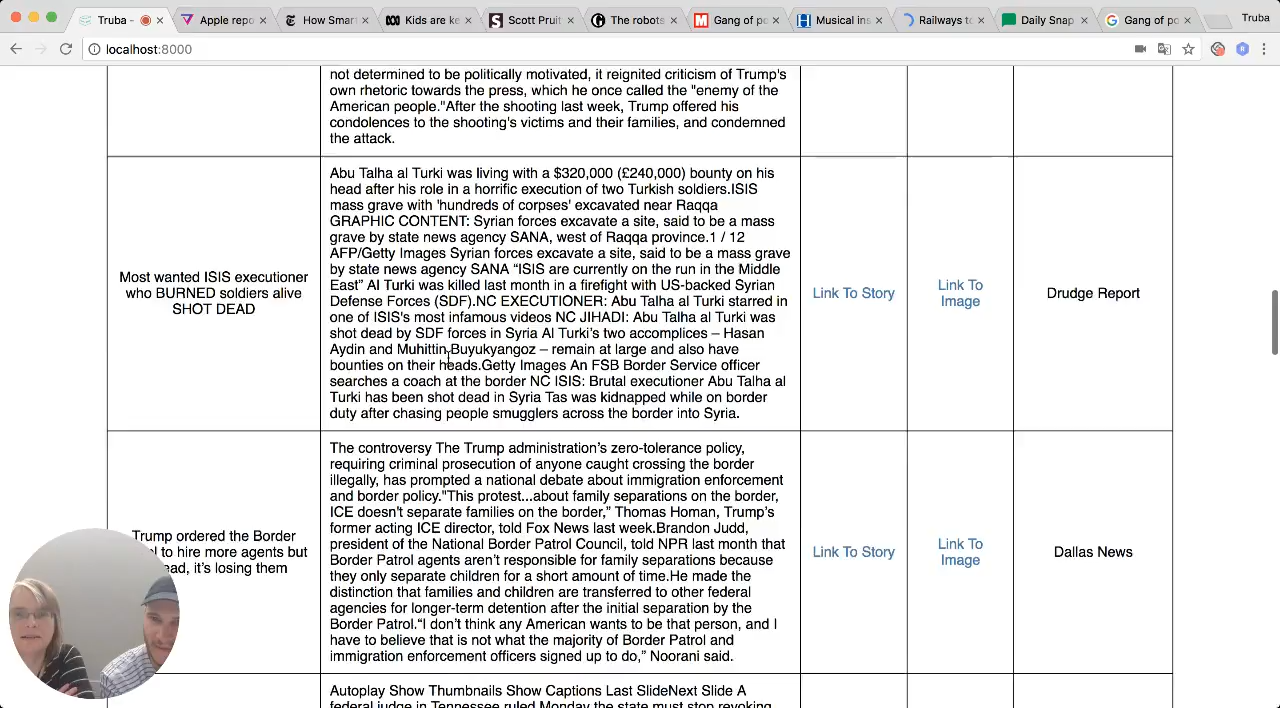 Truba
Apple repo
How Smar
Kids are ke
Scott Pruit
The robots
Gang of po
Musical ins
Railways to
Daily Snap
Gang of po
Truba
localhost:8000
not determined to be politically motivated, it reignited criticism of Trump's
own rhetoric towards the press, which he once called the "enemy of the
American people."After the shooting last week, Trump offered his
condolences to the shooting's victims and their families, and condemned
the attack.
Most wanted ISIS executioner
who BURNED soldiers alive
SHOT DEAD
Abu Talha al Turki was living with a $320,000 (£240,000) bounty on his
head after his role in a horrific execution of two Turkish soldiers.ISIS
mass grave with 'hundreds of corpses' excavated near Raqqa
GRAPHIC CONTENT: Syrian forces excavate a site, said to be a mass
grave by state news agency SANA, west of Raqqa province.1 / 12
AFP/Getty Images Syrian forces excavate a site, said to be a mass grave
by state news agency SANA “ISIS are currently on the run in the Middle
East” Al Turki was killed last month in a firefight with US-backed Syrian
Defense Forces (SDF).NC EXECUTIONER: Abu Talha al Turki starred in
one of ISIS's most infamous videos NC JIHADI: Abu Talha al Turki was
shot dead by SDF forces in Syria Al Turki’s two accomplices – Hasan
Aydin and Muhittin Buyukyangoz – remain at large and also have
bounties on their heads.Getty Images An FSB Border Service officer
searches a coach at the border NC ISIS: Brutal executioner Abu Talha al
Turki has been shot dead in Syria Tas was kidnapped while on border
duty after chasing people smugglers across the border into Syria.
Link To Story
Link To
Image
Drudge Report
Trump ordered the Border
to hire more agents but
it’s losing them
The controversy The Trump administration’s zero-tolerance policy,
requiring criminal prosecution of anyone caught crossing the border
illegally, has prompted a national debate about immigration enforcement
and border policy."This protest...about family separations on the border,
ICE doesn't separate families on the border,” Thomas Homan, Trump’s
former acting ICE director, told Fox News last week.Brandon Judd,
president of the National Border Patrol Council, told NPR last month that
Border Patrol agents aren’t responsible for family separations because
they only separate children for a short amount of time.He made the
distinction that families and children are transferred to other federal
agencies for longer-term detention after the initial separation by the
Border Patrol.“I don’t think any American wants to be that person, and I
have to believe that is not what the majority of Border Patrol and
immigration enforcement officers signed up to do,” Noorani said.
Link To Story
Link To
Image
Dallas News
Autoplay Show Thumbnails Show Captions Last SlideNext Slide A
federal judge in Tennessee ruled Monday the state must stop revoking